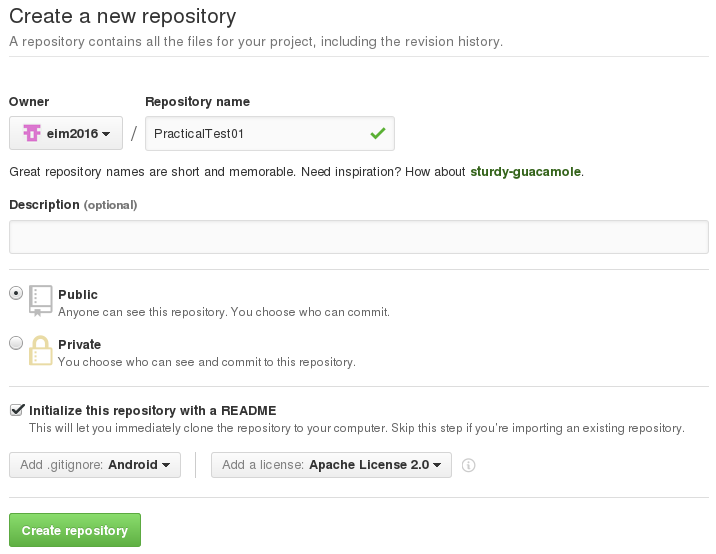 Create a new repository
A repository contains all the files for your project, including the revision history.
Owner Repository name
eim2016 / PracticalTest01
Great repository names are short and memorable. Need inspiration? How about sturdy-guacamole.
Description (optional)
Public
Anyone can see this repository. You choose who can commit.
Private
You choose who can see and commit to this repository.
Initialize this repository with a README
This will let you immediately clone the repository to your computer. Skip this step if you're importing an existing repository.
Add .gitignore: Android Add a license: Apache License 2.0
Create repository